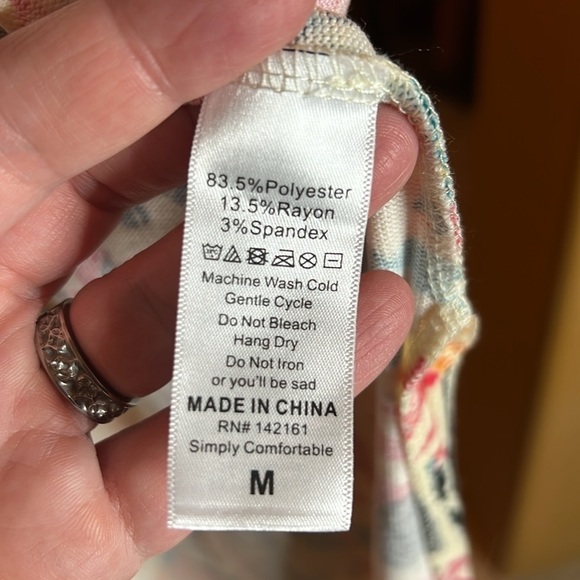 83.5%Polyester
13.5%Rayon
3%Spandex
Machine Wash Cold
Gentle Cycle
Do Not Bleach
Hang Dry
Do Not Iron
or you'll be sad
MADE IN CHINA
RN# 142161
Simply Comfortable
M